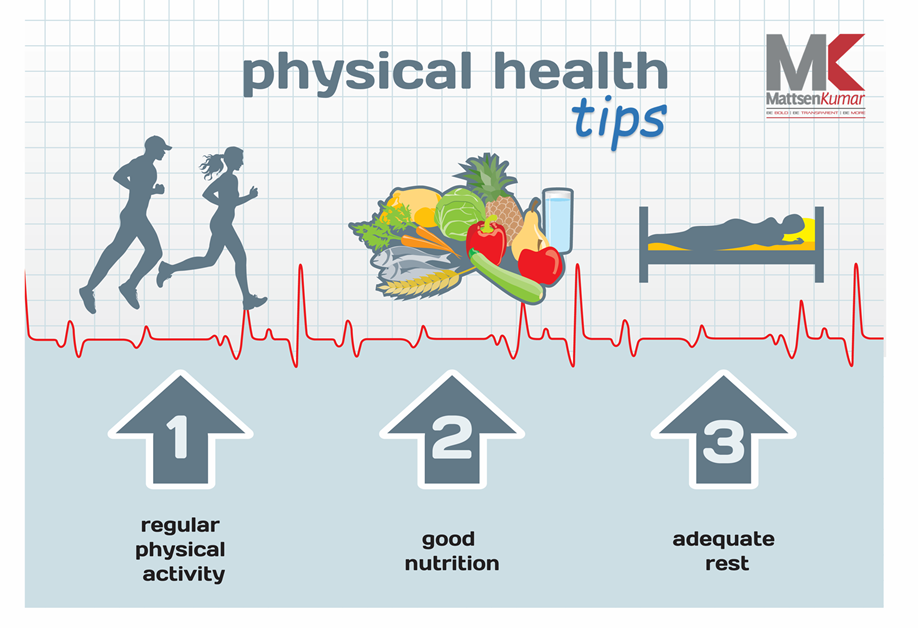 physical health
tips
MK
MattsenKumar
BE BOLD | BE TRANSPARENT | BE MORE
1
2
3
regular
physical
activity
good
nutrition
adequate
rest